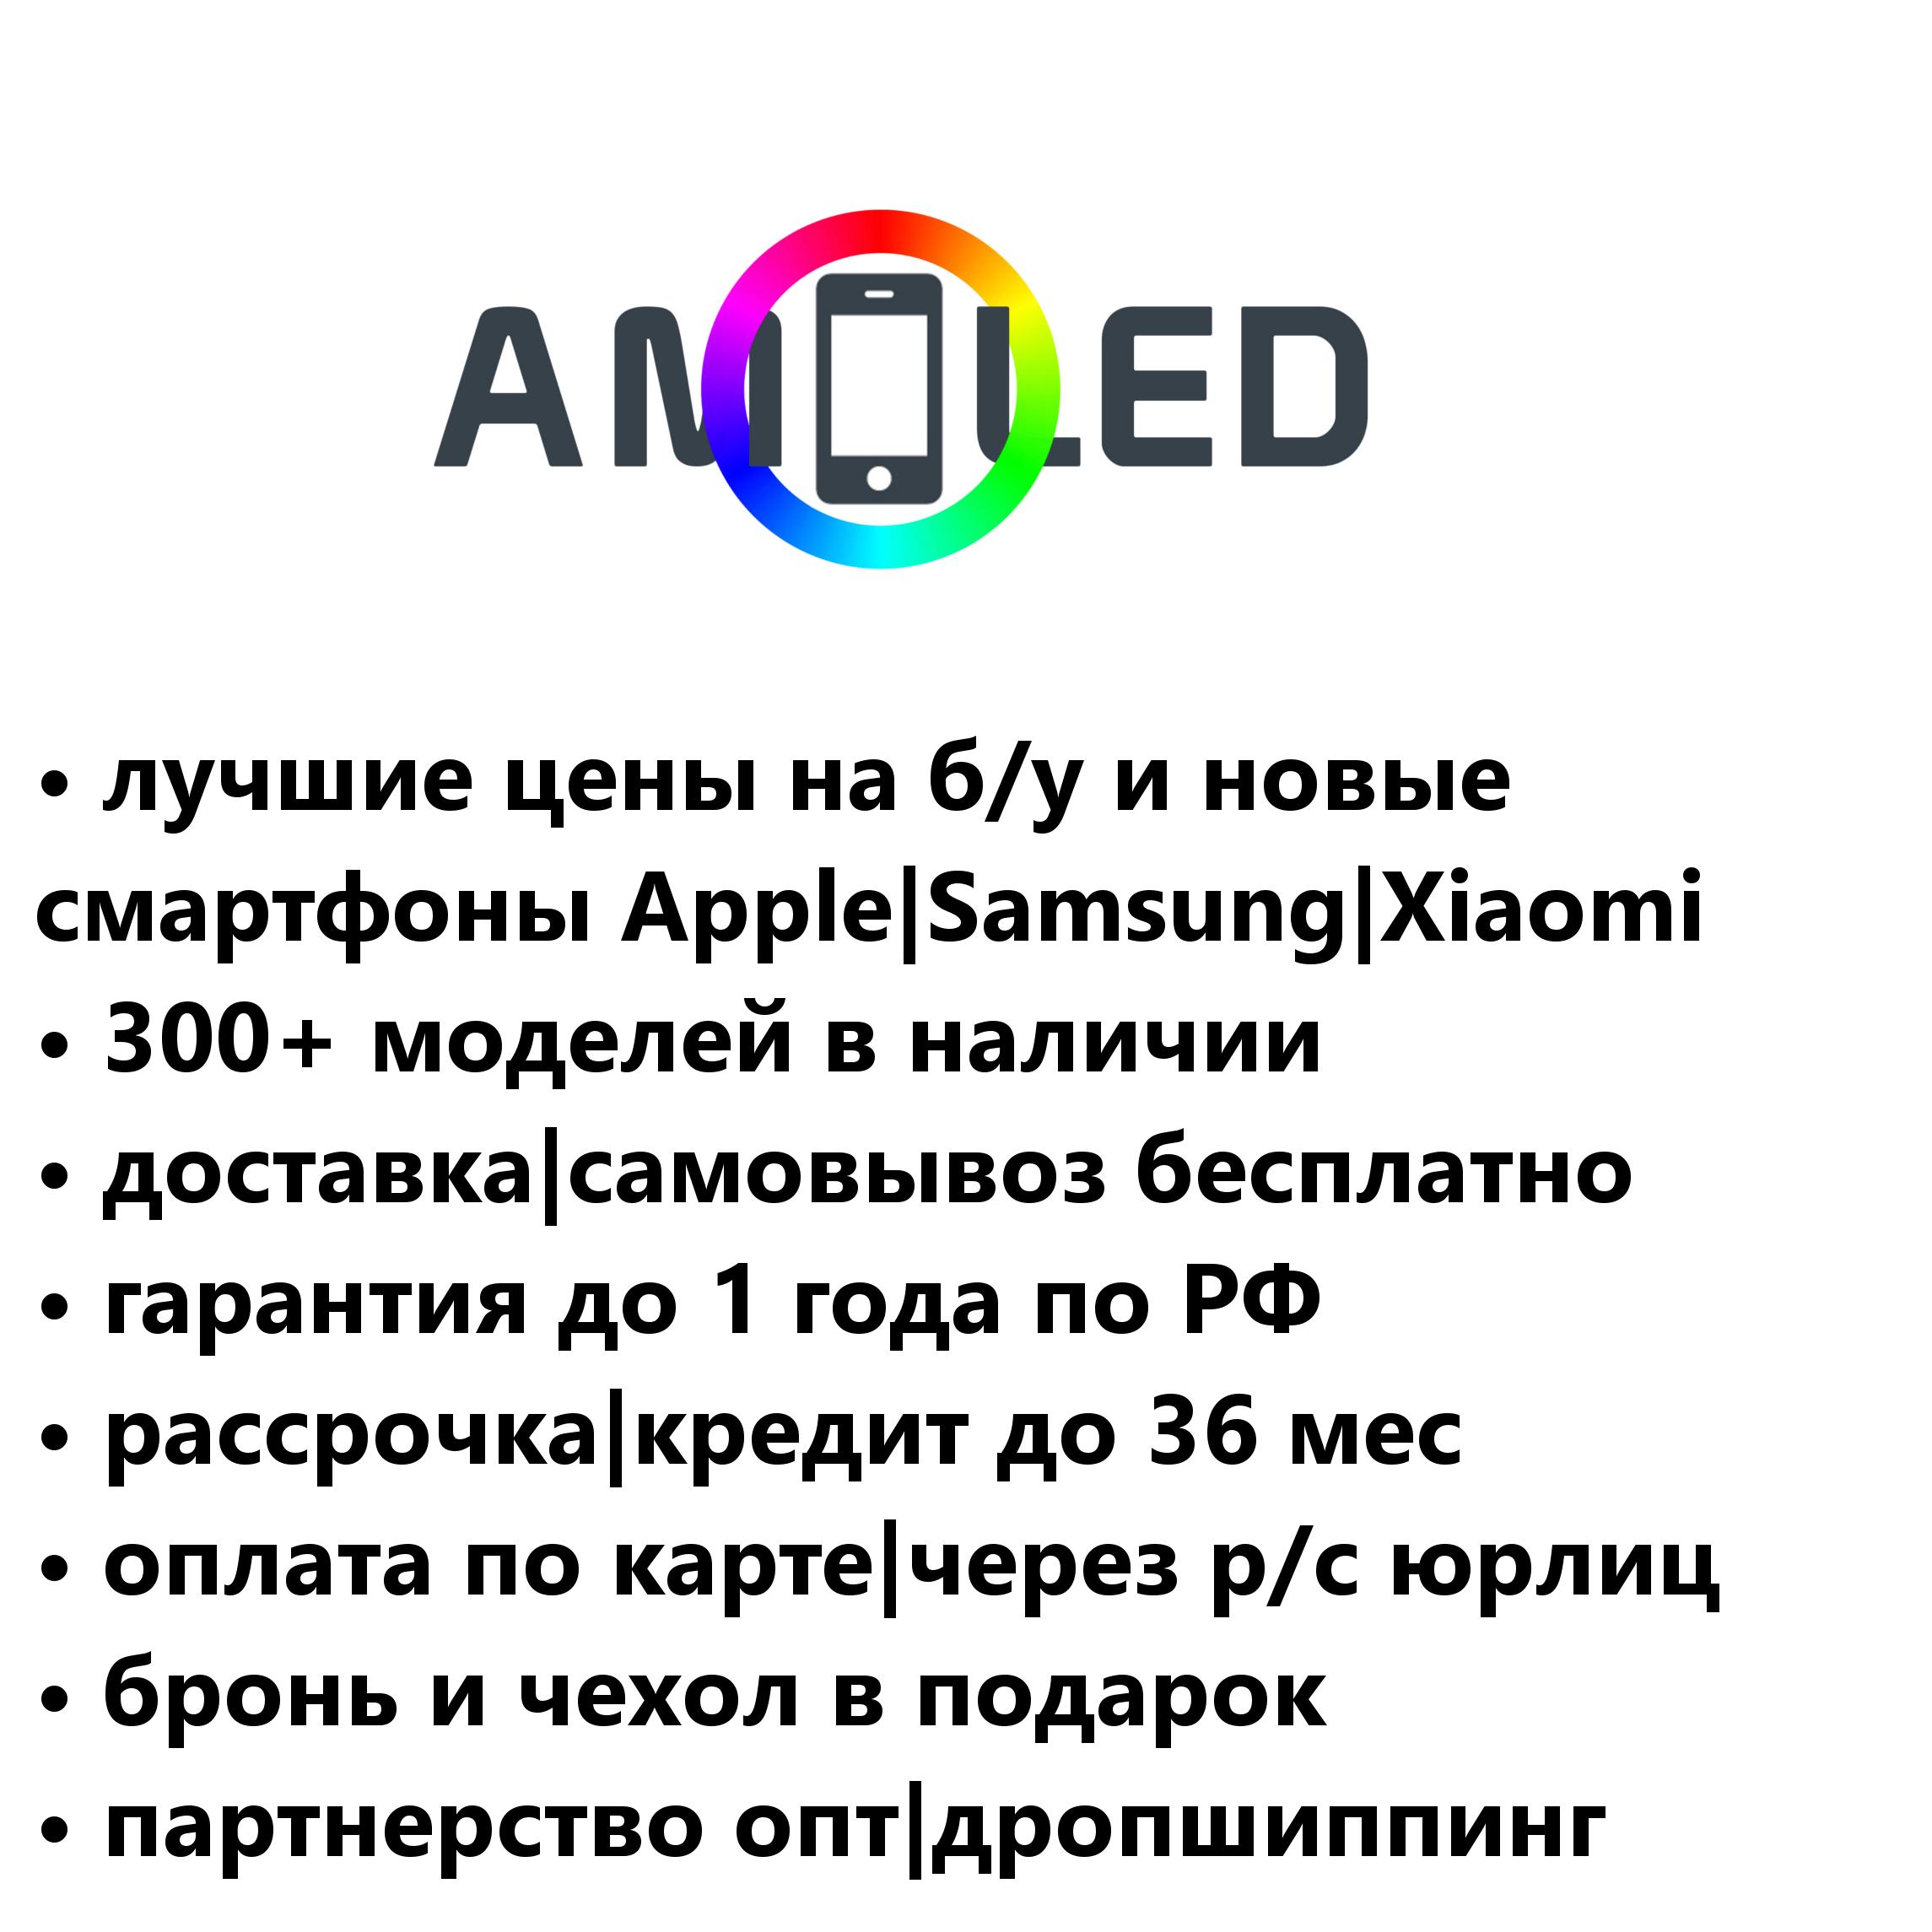 AMOLED
• лучшие цены на б/у и новые
смартфоны Apple|Samsung|Xiaomi
• 300+ моделей в наличии
• доставка|самовывоз бесплатно
• гарантия до 1 года по РФ
• рассрочка|кредит до 36 мес
• оплата по карте|через р/с юрлиц
• бронь и чехол в подарок
• партнерство опт|дропшиппинг